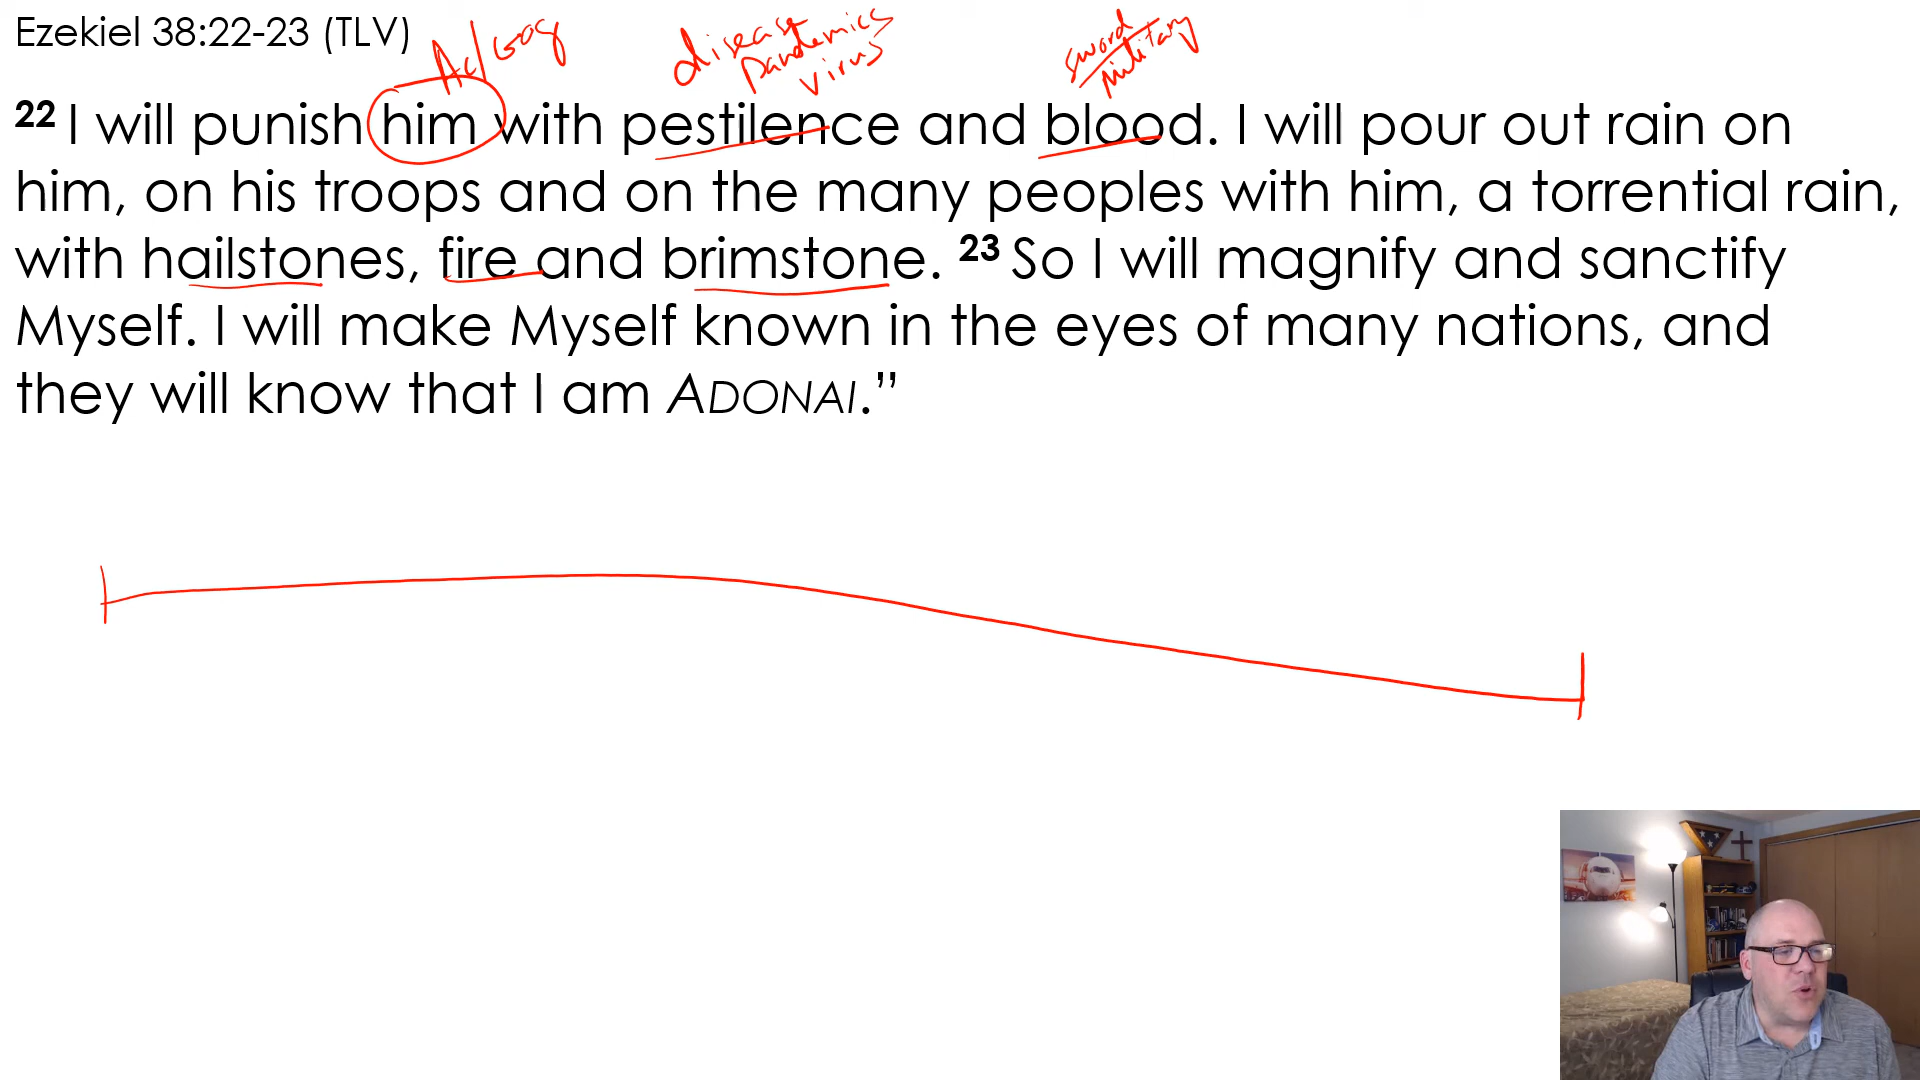 Ezekiel 38:22-23 (TLV)
Ac/Gog
disease
pandemics
virus
sword
military
22 I will punish him with pestilence and blood. I will pour out rain on
him, on his troops and on the many peoples with him, a torrential rain,
with hailstones, fire and brimstone. 23 So I will magnify and sanctify
Myself. I will make Myself known in the eyes of many nations, and
they will know that I am ADONAI.”